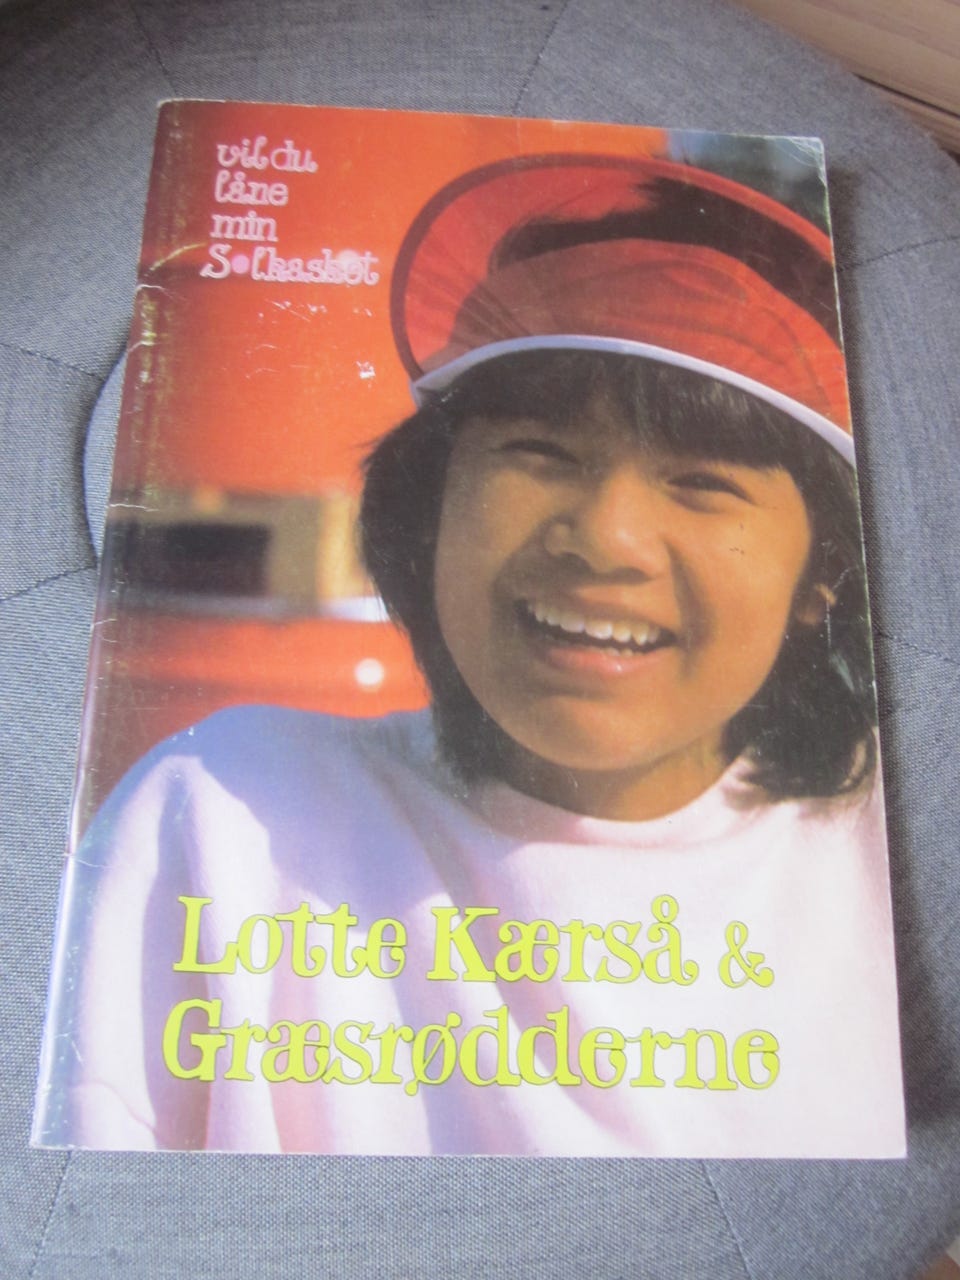 vil du
låne
min
Solkasket
Lotte Kærså &
Græsrødderne